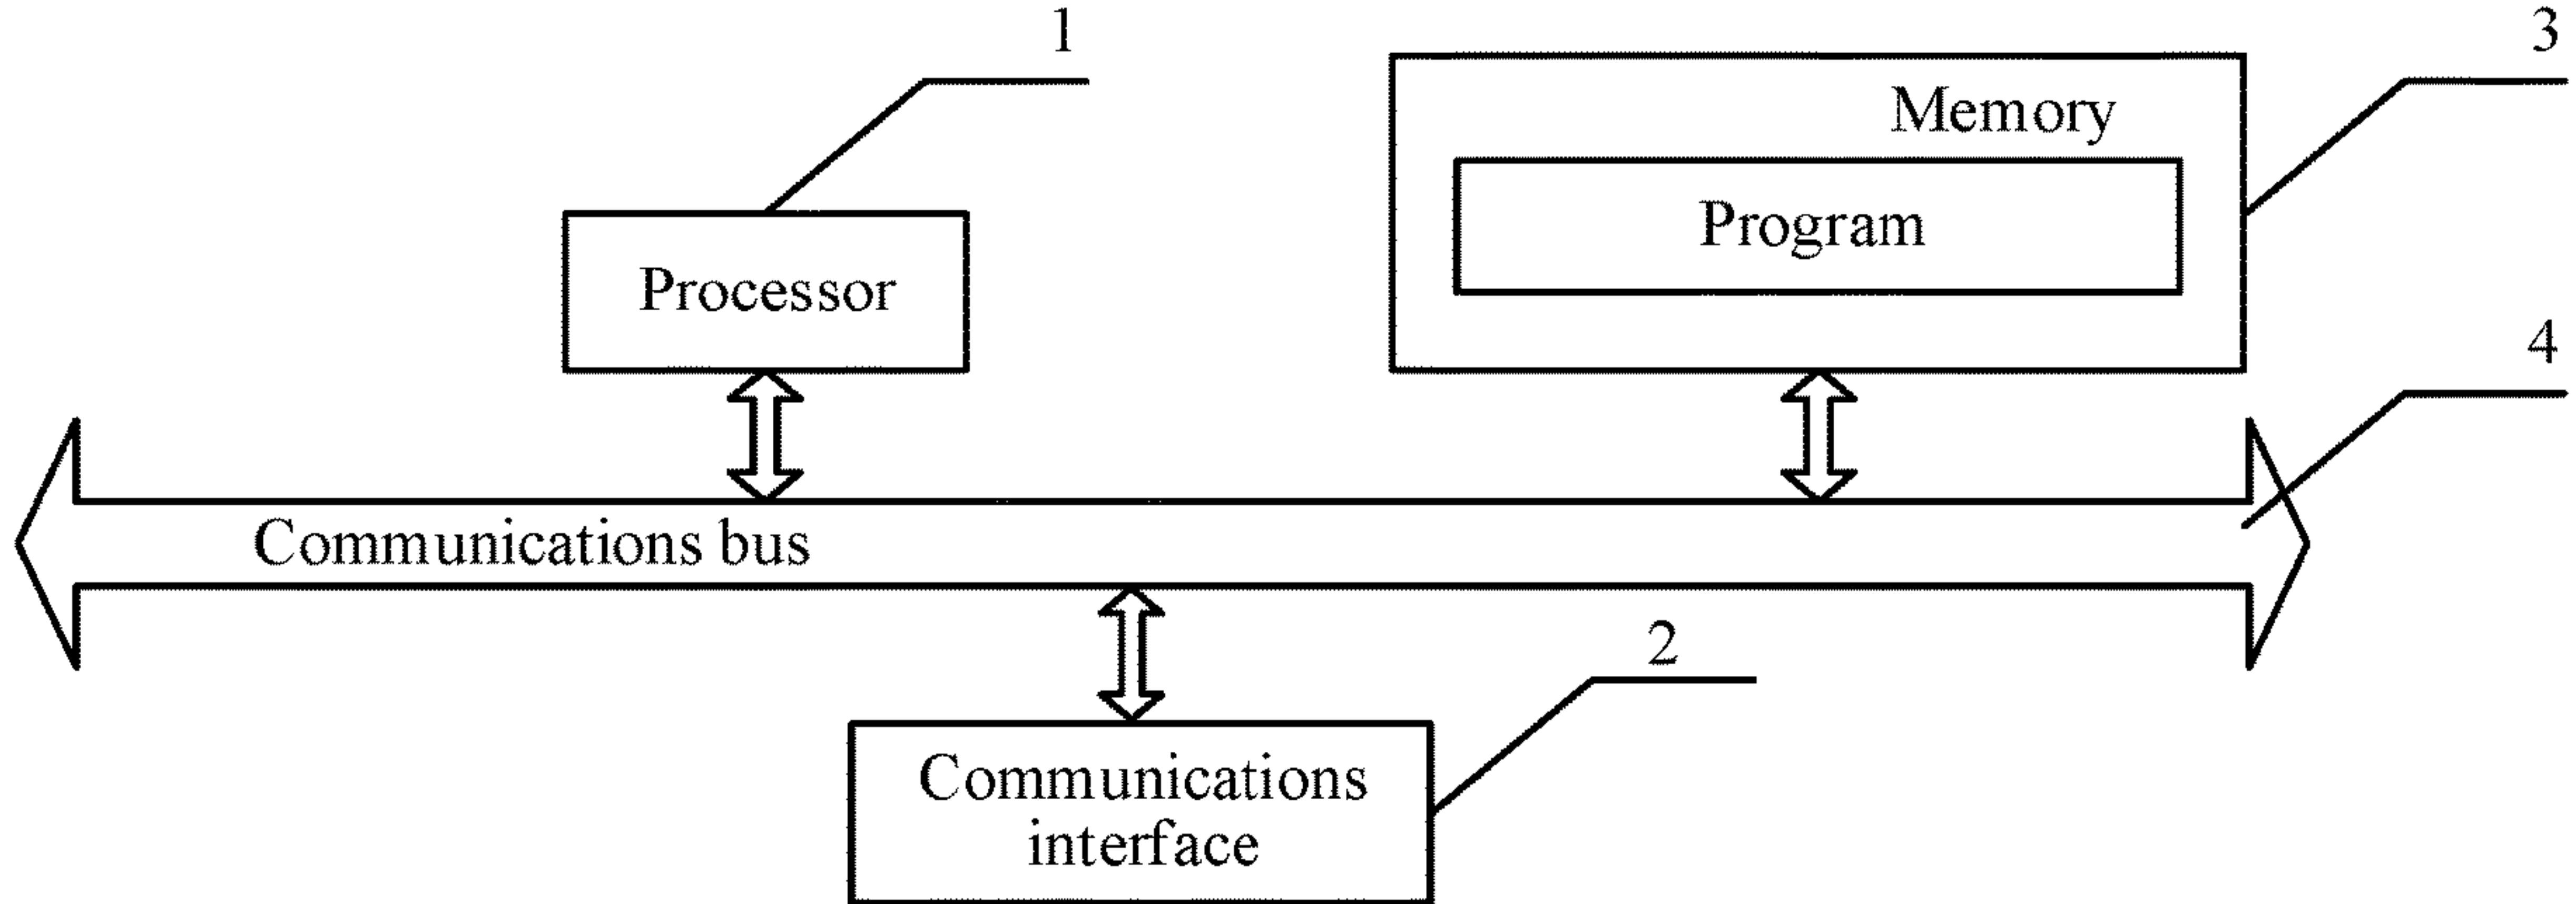 1
3
Memory
Program
Processor
4
Communications bus
2
Communications
interface